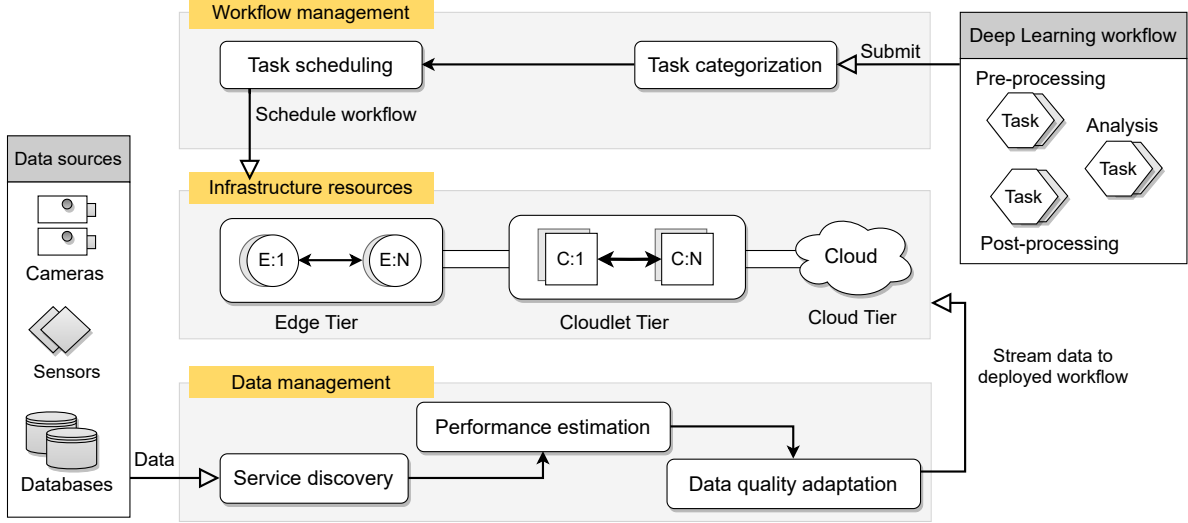 Workflow management
Task scheduling
Task categorization
Submit
Schedule workflow
Deep Learning workflow
Pre-processing
Task
Analysis
Task
Task
Post-processing
Data sources
Cameras
Sensors
Databases
Infrastructure resources
E:1
E:N
Edge Tier
C:1
C:N
Cloudlet Tier
Cloud
Cloud Tier
Stream data to
deployed workflow
Data management
Data
Service discovery
Performance estimation
Data quality adaptation